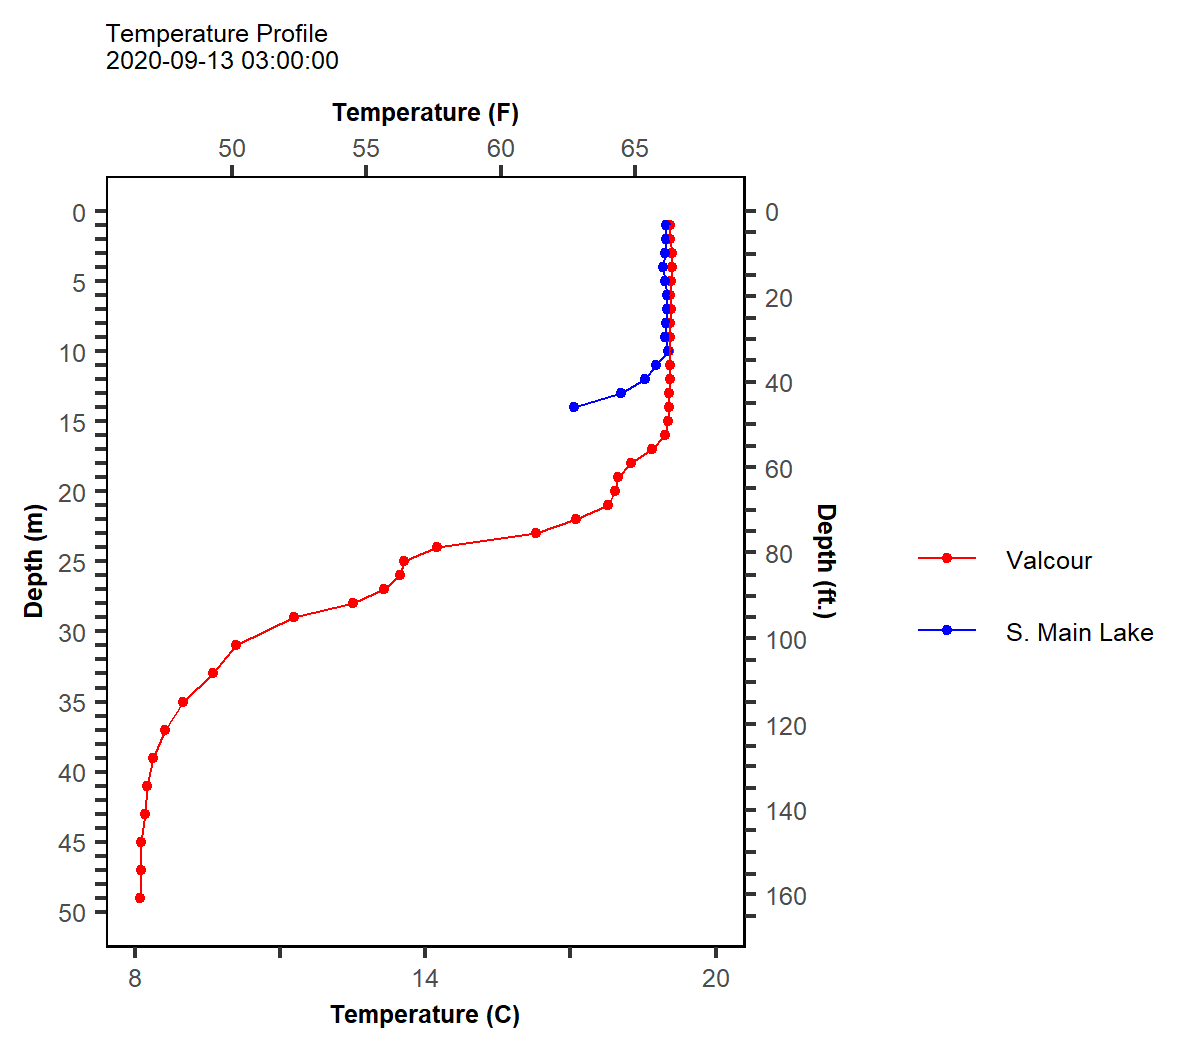 Temperature Profile
2020-09-13 03:00:00
Temperature (F)
50 55 60 65
0
5
10
15
20
25
30
35
40
45
50
Depth (m)
0
20
40
60
80
100
120
140
160
Depth (ft.)
Valcour
S. Main Lake
8 14 20
Temperature (C)